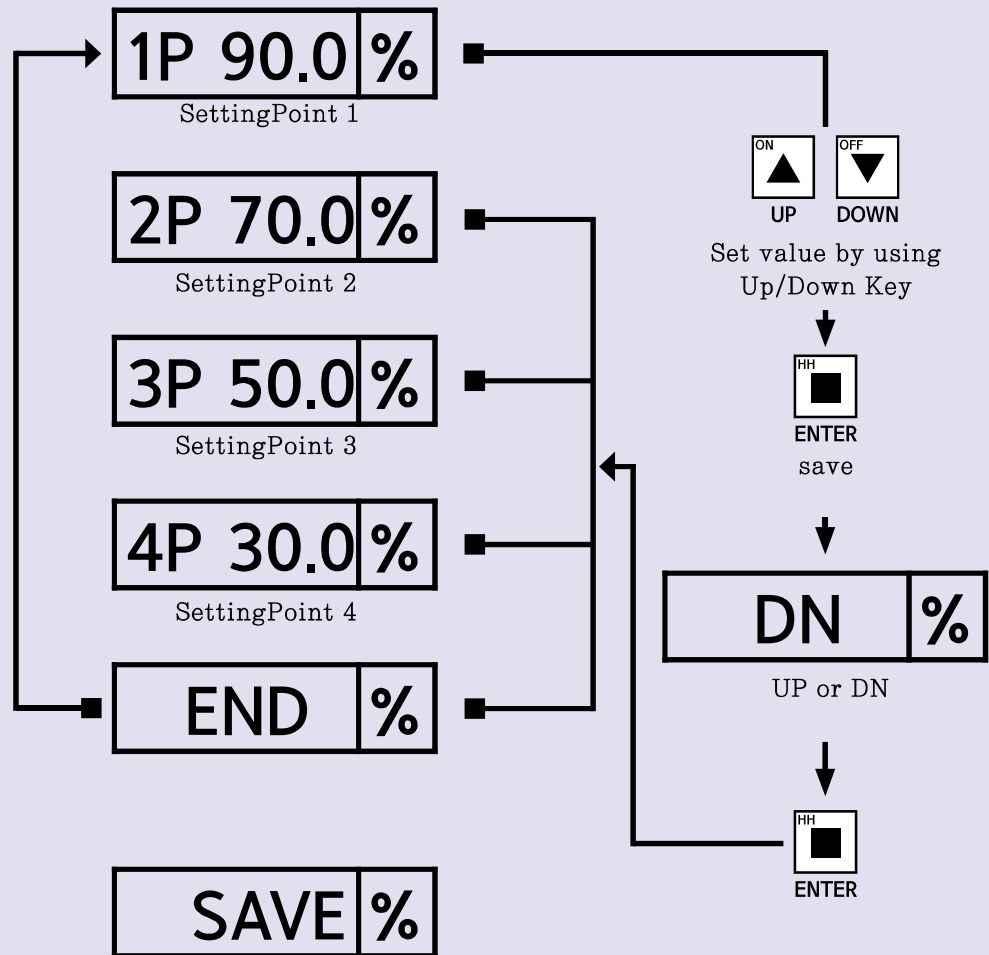 1P 90.0 %
SettingPoint 1
2P 70.0 %
SettingPoint 2
3P 50.0 %
SettingPoint 3
4P 30.0 %
SettingPoint 4
END %
SAVE %
ON
UP
OFF
DOWN
Set value by using
Up/Down Key
HH
ENTER
save
DN %
UP or DN
HH
ENTER